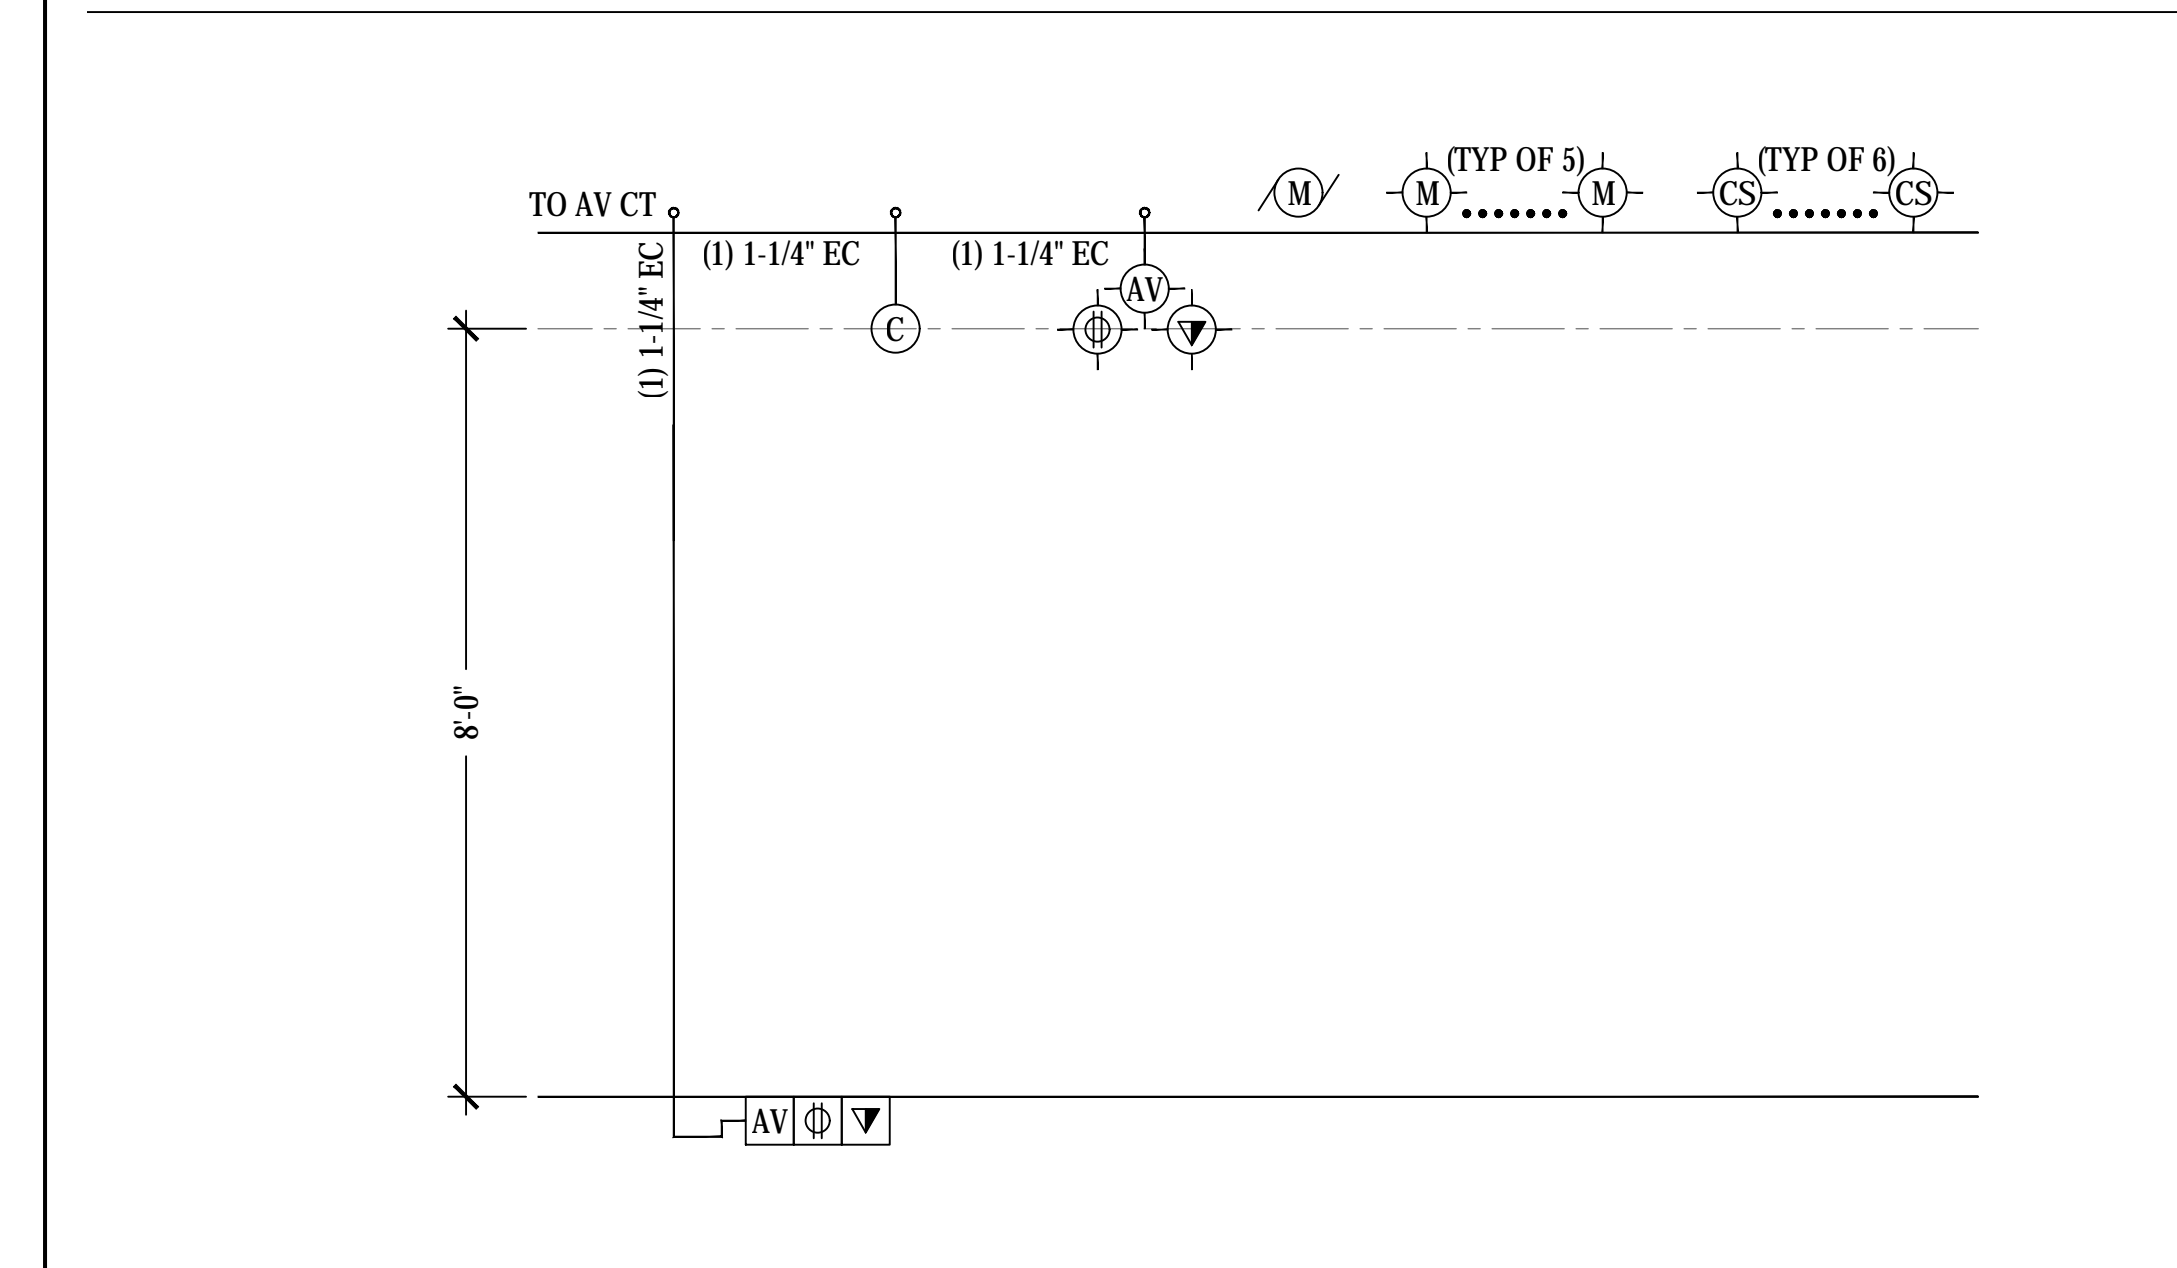 (TYP OF 5)
(TYP OF 6)
M
M
M
CS
CS
TO AV CT
(1) 1-1/4" EC
(1) 1-1/4" EC
(1) 1-1/4" EC
AV
C
8'-0"
AV